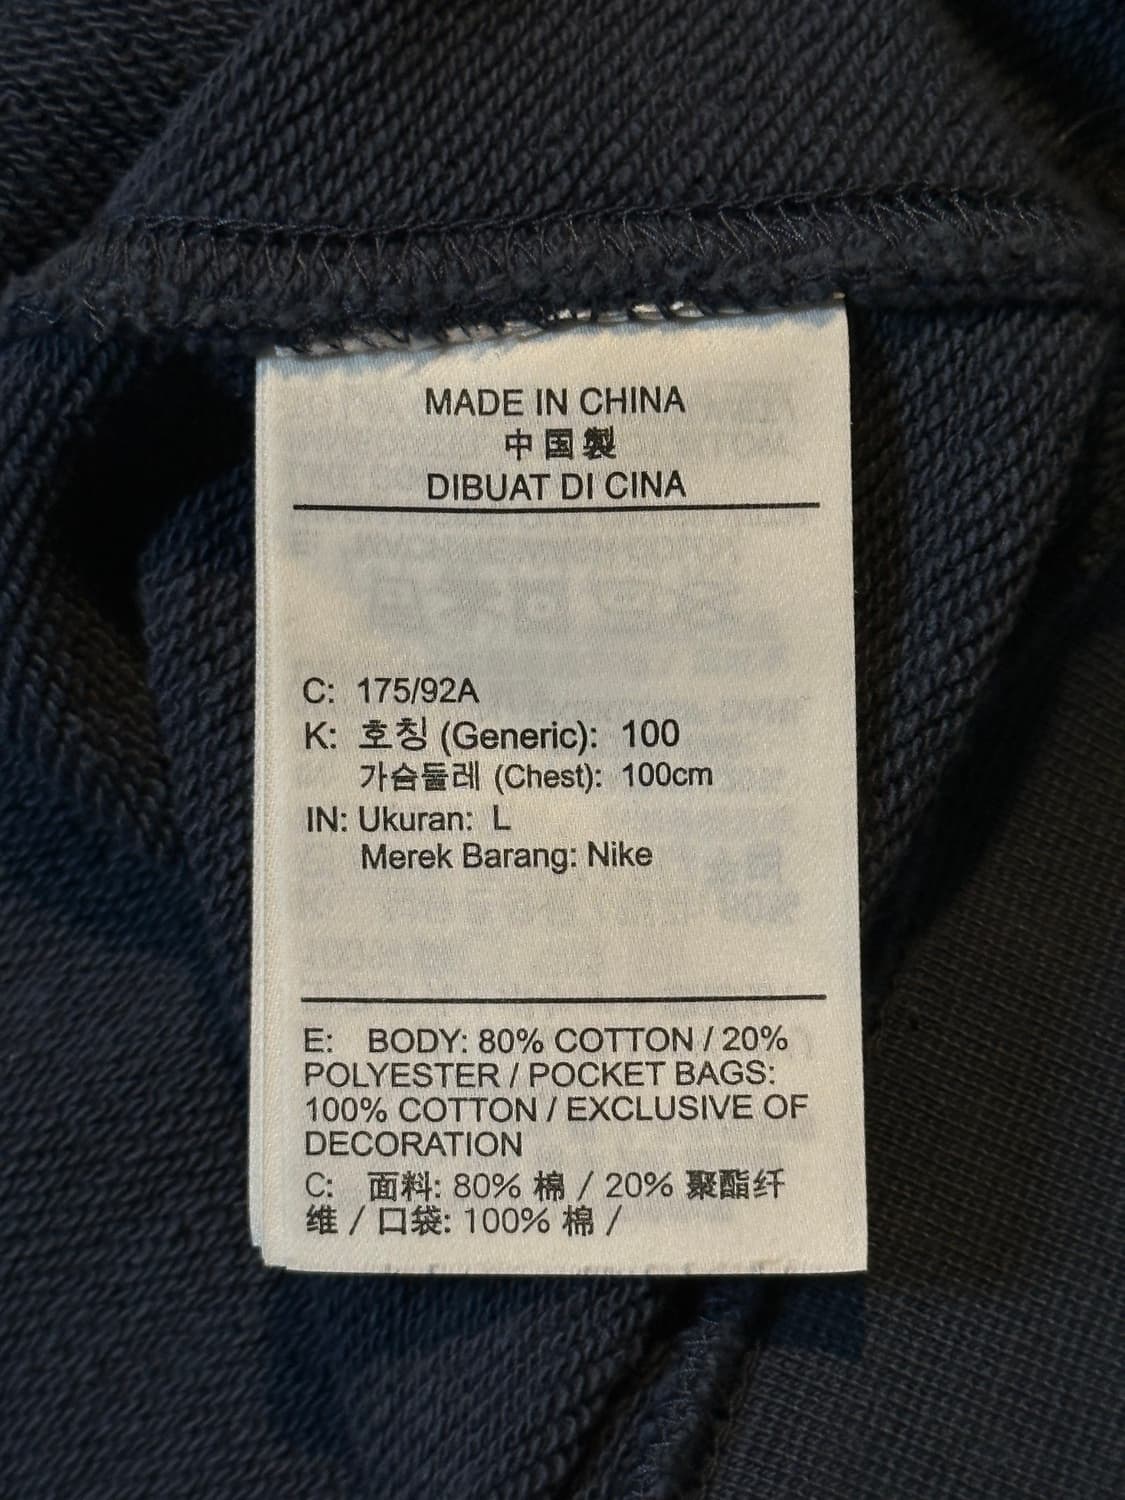 MADE IN CHINA
中国製
DIBUAT DI CINA
C: 175/92A
K: 호칭 (Generic): 100
가슴둘레 (Chest): 100cm
IN: Ukuran: L
Merek Barang: Nike
E: BODY: 80% COTTON / 20%
POLYESTER / POCKET BAGS:
100% COTTON / EXCLUSIVE OF
DECORATION
C: 面料: 80% 棉 / 20% 聚酯纤
维 / 口袋: 100% 棉 /